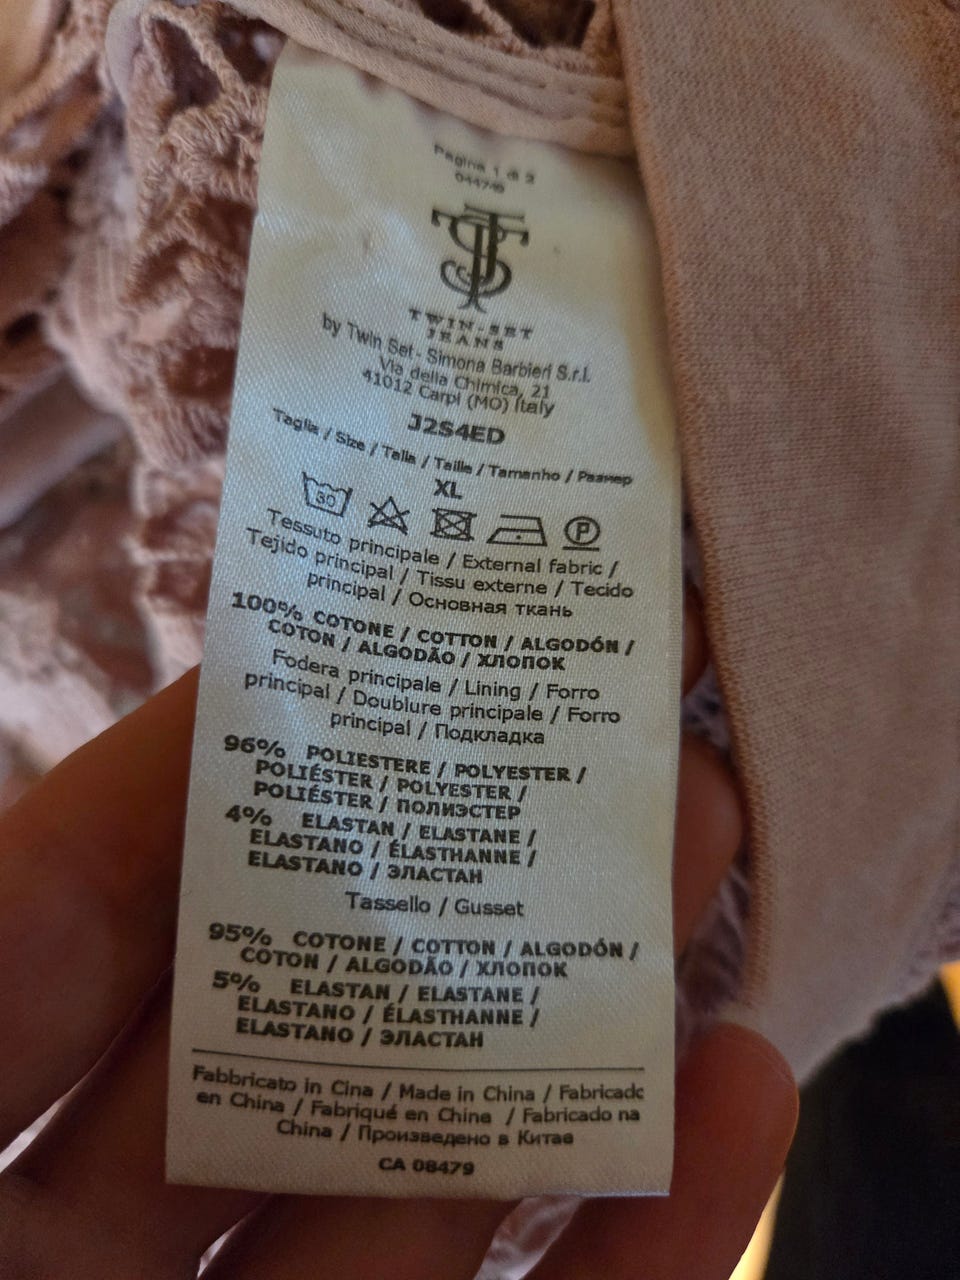 Pagina 1 di 2
044749
TWIN-SET
JEANS
by Twin Set - Simona Barbieri S.r.l.
Via della Chimica, 21
41012 Carpi (MO) Italy
J2S4ED
Taglia / Size / Talla / Taille / Tamanho / Размер
XL
30
P
Tessuto principale / External fabric /
Tejido principal / Tissu externe / Tecido
principal / Основная ткань
100% COTONE / COTTON / ALGODÓN /
COTON / ALGODÃO / ХЛОПОК
Fodera principale / Lining / Forro
principal / Doublure principale / Forro
principal / Подкладка
96% POLIESTERE / POLYESTER /
POLIÉSTER / POLYESTER /
POLIÉSTER / ПОЛИЭСТЕР
4% ELASTAN / ELASTANE /
ELASTANO / ÉLASTHANNE /
ELASTANO / ЭЛАСТАН
Tassello / Gusset
95% COTONE / COTTON / ALGODÓN /
COTON / ALGODÃO / ХЛОПОК
5% ELASTAN / ELASTANE /
ELASTANO / ÉLASTHANNE /
ELASTANO / ЭЛАСТАН
Fabbricato in Cina / Made in China / Fabricado
en China / Fabriqué en Chine / Fabricado na
China / Произведено в Китае
CA 08479